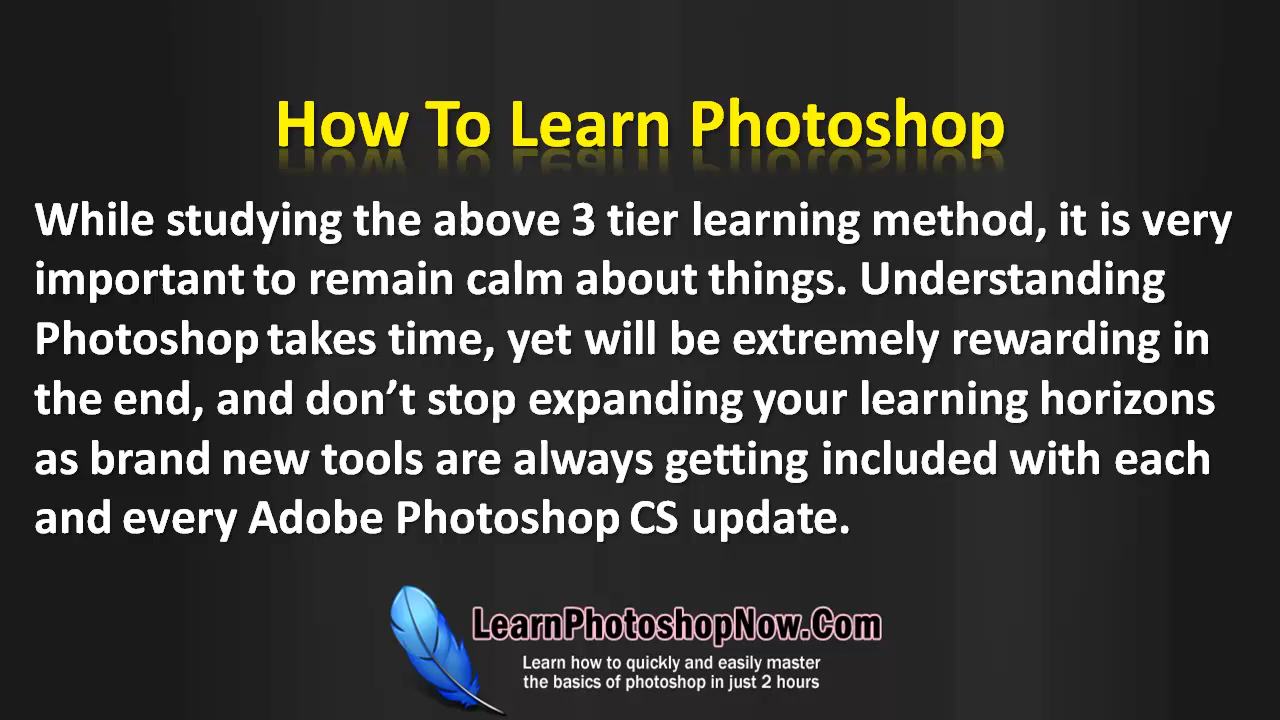 How To Learn Photoshop
While studying the above 3 tier learning method, it is very
important to remain calm about things. Understanding
Photoshop takes time, yet will be extremely rewarding in
the end, and don’t stop expanding your learning horizons
as brand new tools are always getting included with each
and every Adobe Photoshop CS update.
LearnPhotoshopNow.Com
Learn how to quickly and easily master
the basics of photoshop in just 2 hours